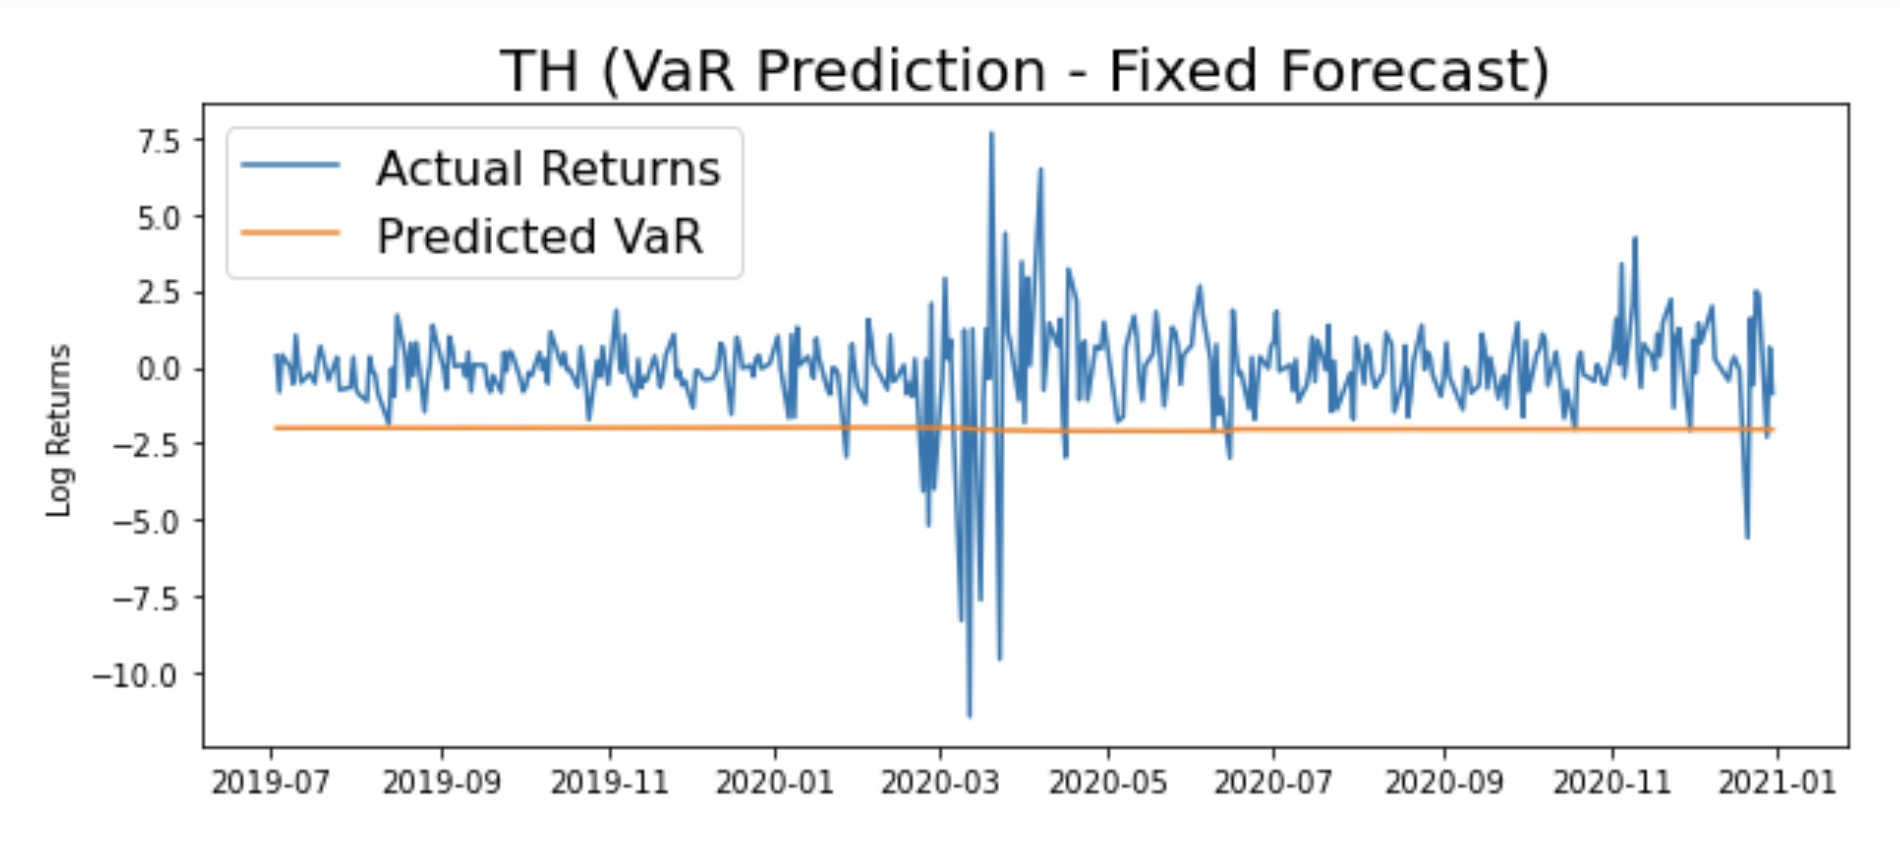 TH (VaR Prediction - Fixed Forecast)
Actual Returns
Predicted VaR
Log Returns
7.5
5.0
2.5
0.0
−2.5
−5.0
−7.5
−10.0
2019-07 2019-09 2019-11 2020-01 2020-03 2020-05 2020-07 2020-09 2020-11 2021-01